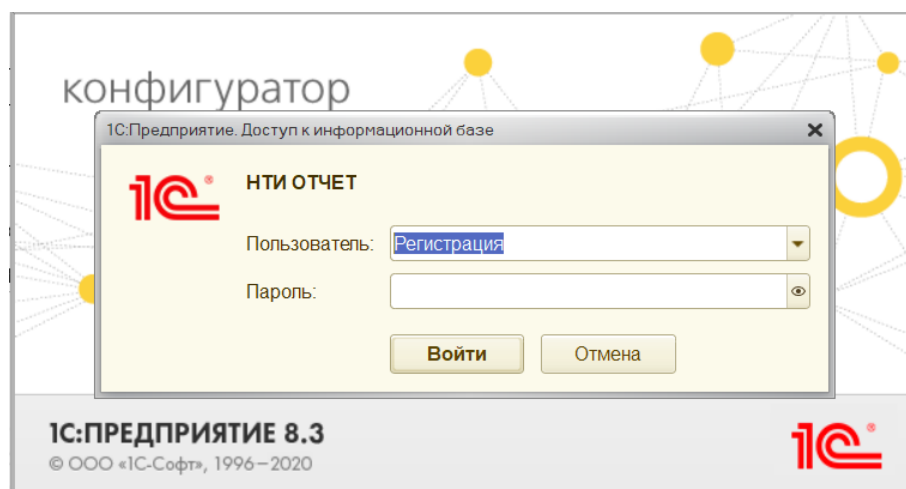 конфигуратор
1С:Предприятие. Доступ к информационной базе
1С®
НТИ ОТЧЕТ
Пользователь: Регистрация
Пароль:
Войти Отмена
1С:ПРЕДПРИЯТИЕ 8.3
© ООО «1С-Софт», 1996–2020
1С®